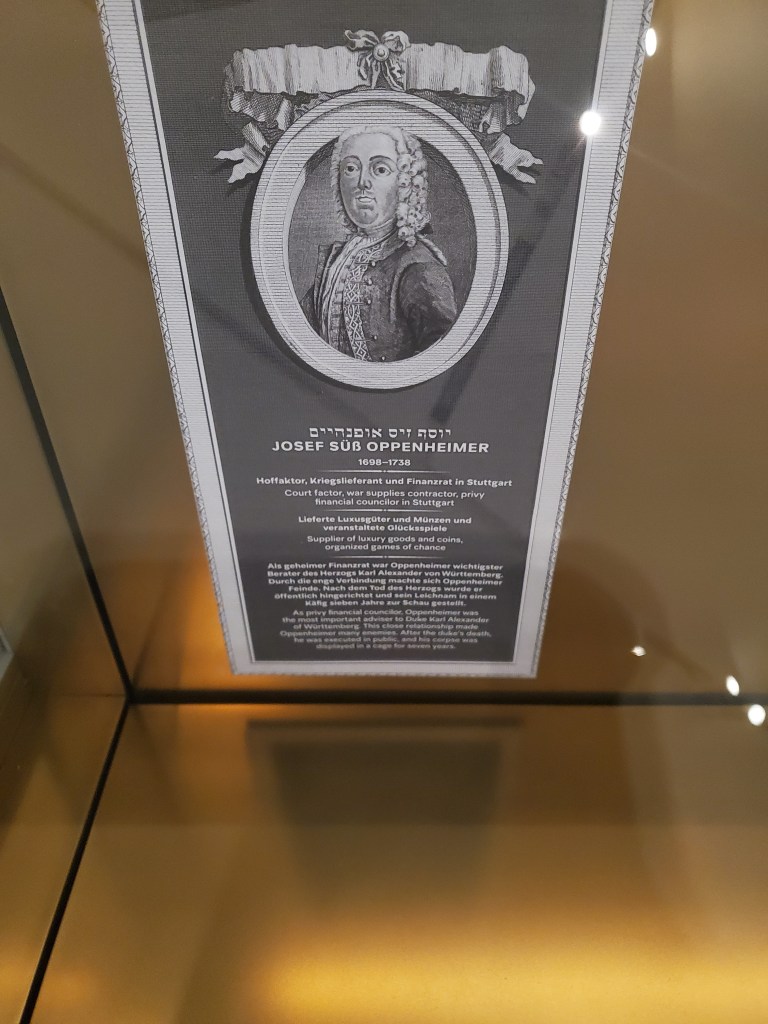 יוסף זיס אופנהיים
JOSEF SÜß OPPENHEIMER
1698–1738
Hoffaktor, Kriegslieferant und Finanzrat in Stuttgart
Court factor, war supplies contractor, privy
financial councilor in Stuttgart
Lieferte Luxusgüter und Münzen und
veranstaltete Glücksspiele
Supplier of luxury goods and coins,
organized games of chance
Als geheimer Finanzrat war Oppenheimer wichtigster
Berater des Herzogs Karl Alexander von Württemberg.
Durch die enge Verbindung machte sich Oppenheimer
Feinde. Nach dem Tod des Herzogs wurde er
öffentlich hingerichtet und sein Leichnam in einem
Käfig sieben Jahre zur Schau gestellt.
As privy financial councilor, Oppenheimer was
the most important adviser to Duke Karl Alexander
of Württemberg. This close relationship made
Oppenheimer many enemies. After the duke's death,
he was executed in public, and his corpse was
displayed in a cage for seven years.